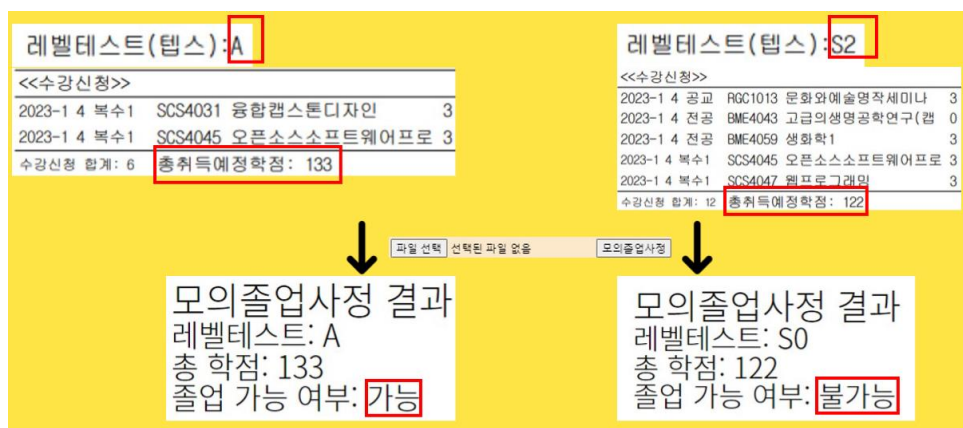 레벨테스트(텝스):A
<<수강신청>>
2023-1 4 복수1 SCS4031 융합캡스톤디자인 3
2023-1 4 복수1 SCS4045 오픈소스소프트웨어프로 3
수강신청 합계: 6 총취득예정학점: 133
레벨테스트(텝스):S2
<<수강신청>>
2023-1 4 공교 RGC1013 문화와예술명작세미나 3
2023-1 4 전공 BME4043 고급의생명공학연구(캡 0
2023-1 4 전공 BME4059 생화학1 3
2023-1 4 복수1 SCS4045 오픈소스소프트웨어프로 3
2023-1 4 복수1 SCS4047 웹프로그래밍 3
수강신청 합계: 12 총취득예정학점: 122
파일 선택 선택된 파일 없음 모의졸업사정
모의졸업사정 결과
레벨테스트: A
총 학점: 133
졸업 가능 여부: 가능
모의졸업사정 결과
레벨테스트: S0
총 학점: 122
졸업 가능 여부: 불가능